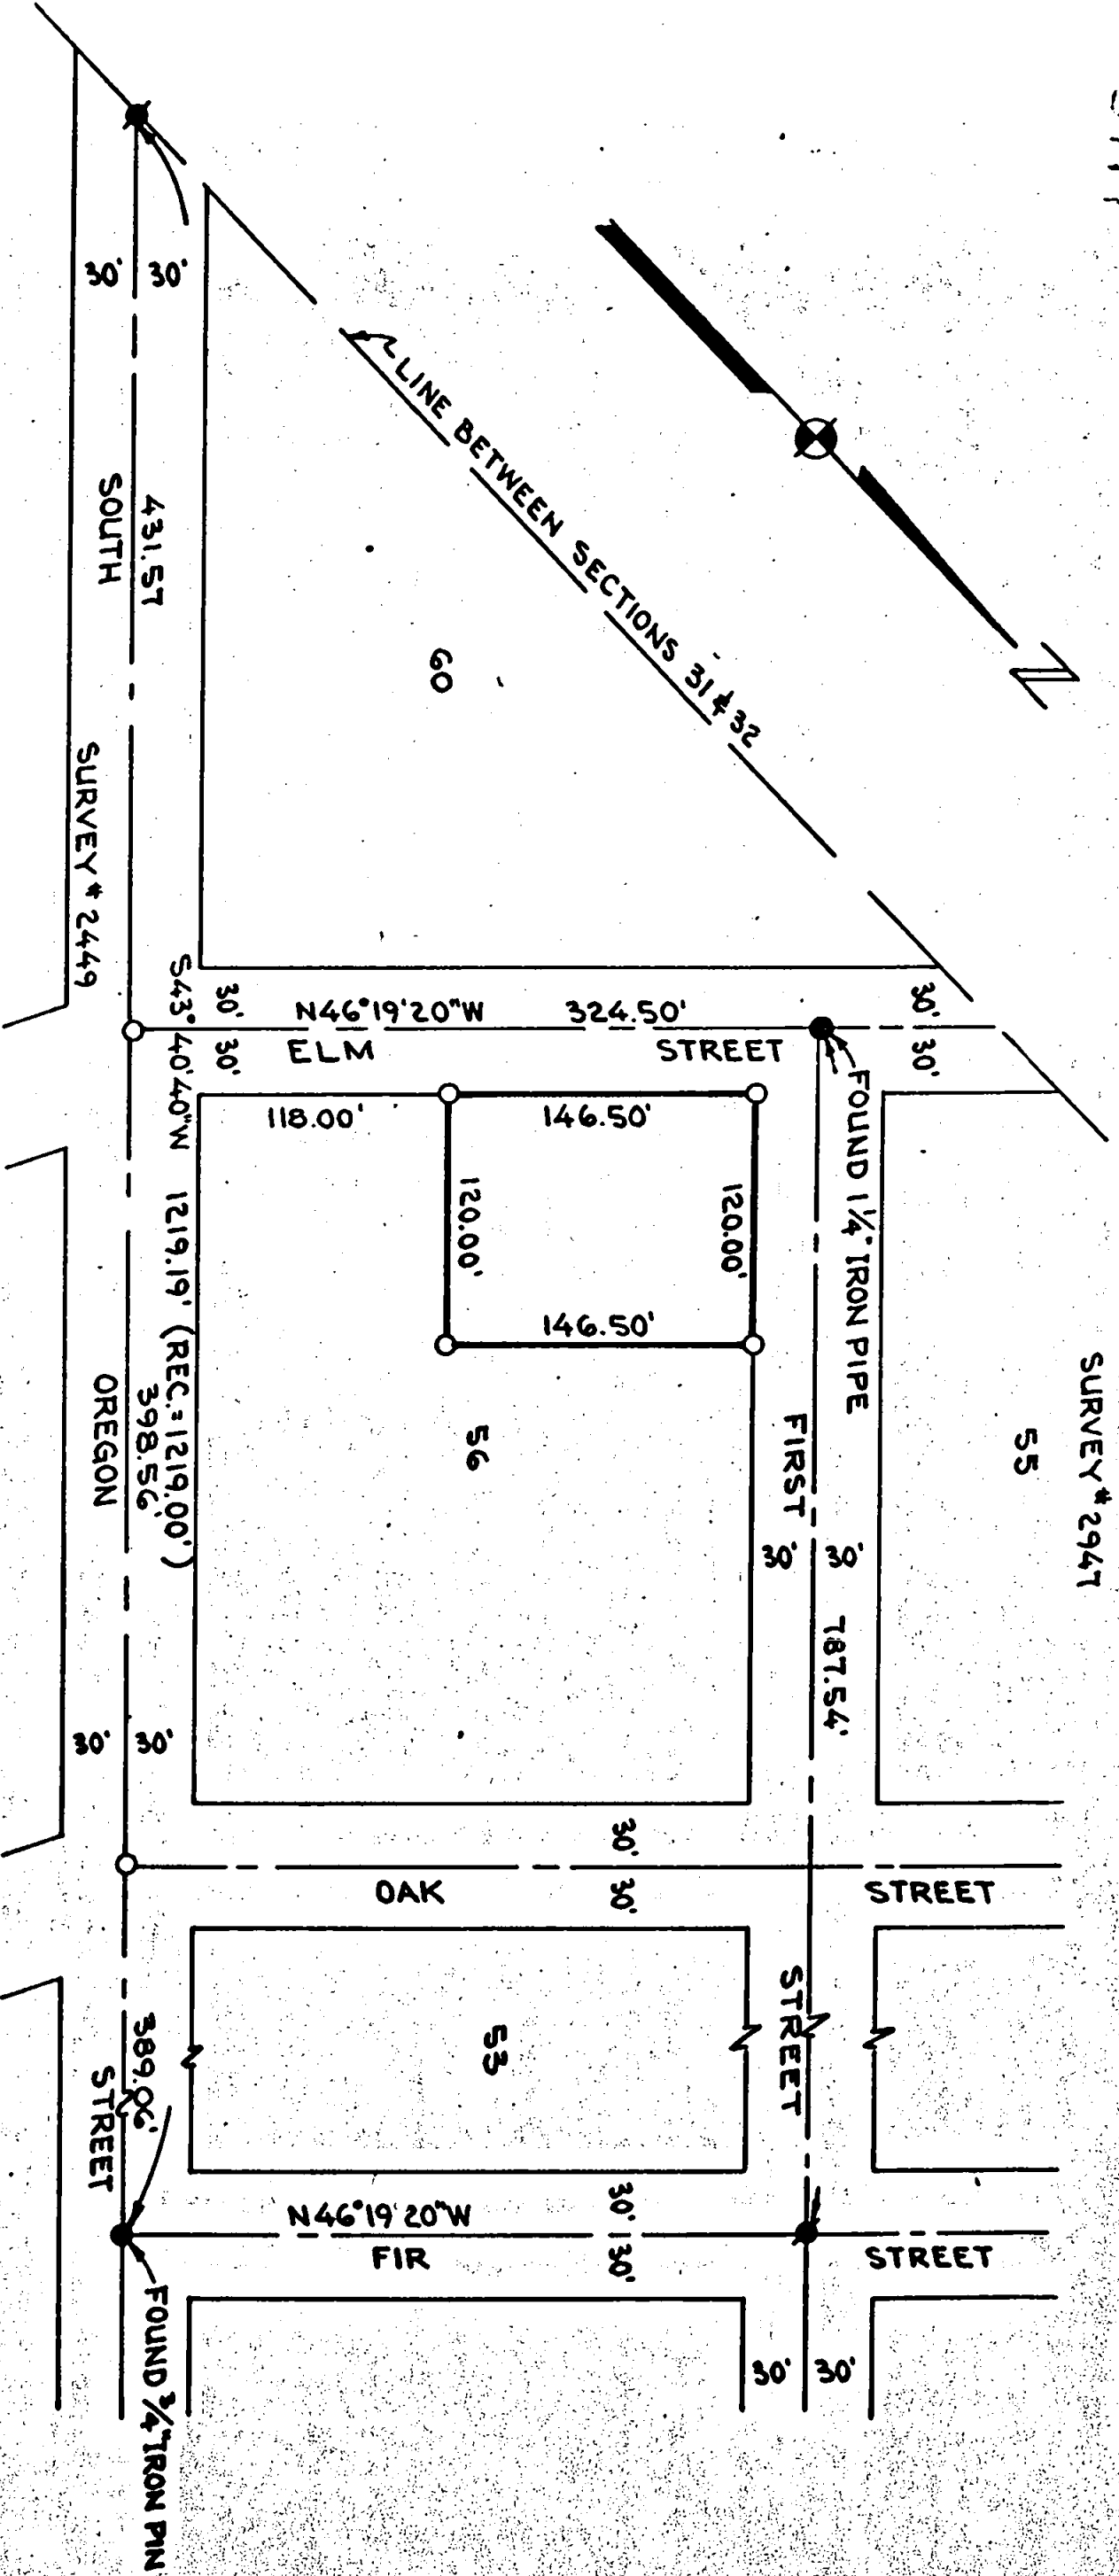 N
LINE BETWEEN SECTIONS 31 & 32
30' 30'
431.57
SOUTH
SURVEY # 2449
60
S43° 40' 40"W 1219.19' (REC.= 1219.00')
398.56'
OREGON
30' 30'
389.06'
STREET
FOUND 3/4" IRON PIN
N46°19'20"W 324.50'
ELM STREET
30' 30'
30' 30'
FOUND 1 1/4" IRON PIPE
118.00'
146.50'
120.00'
120.00'
146.50'
56
FIRST
30' 30'
787.54'
STREET
55
SURVEY # 2947
30'
30'
OAK STREET
53
N46°19'20"W
30' 30'
FIR STREET
30' 30'